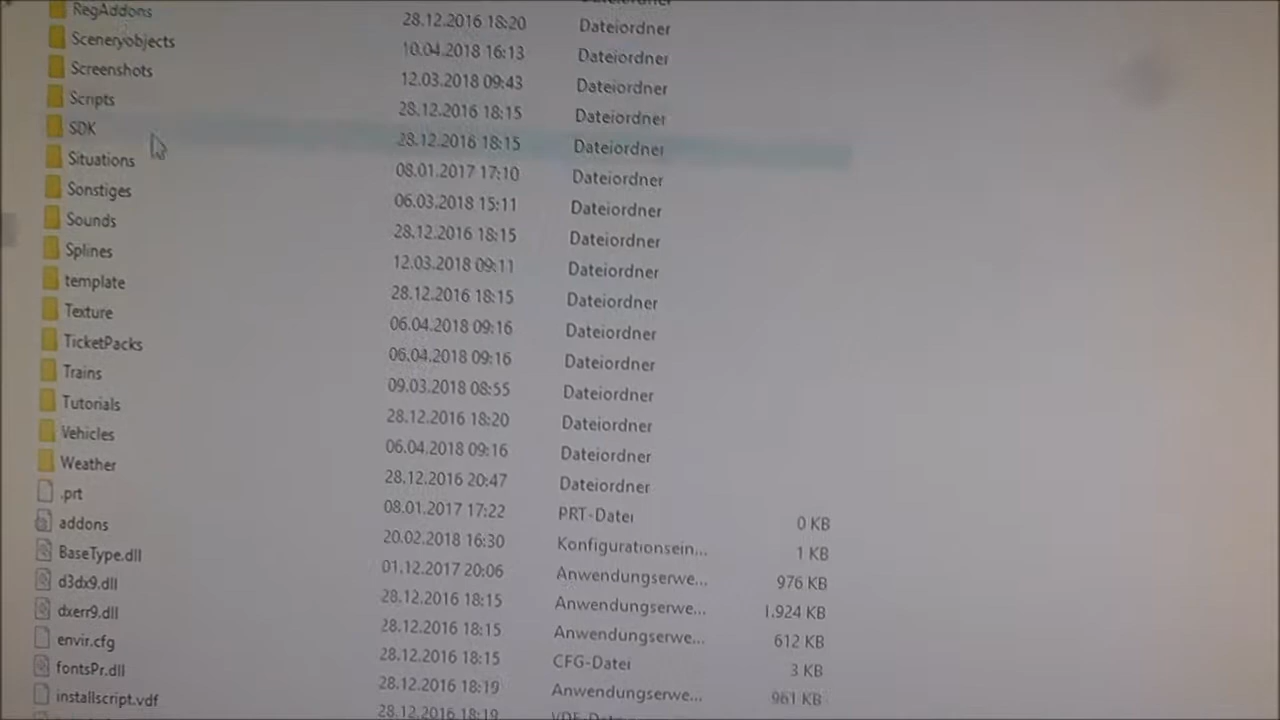 RegAddons 28.12.2016 18:20 Dateiordner
Sceneryobjects 10.04.2018 16:13 Dateiordner
Screenshots 12.03.2018 09:43 Dateiordner
Scripts 28.12.2016 18:15 Dateiordner
SDK 28.12.2016 18:15 Dateiordner
Situations 08.01.2017 17:10 Dateiordner
Sonstiges 06.03.2018 15:11 Dateiordner
Sounds 28.12.2016 18:15 Dateiordner
Splines 12.03.2018 09:11 Dateiordner
template 28.12.2016 18:15 Dateiordner
Texture 06.04.2018 09:16 Dateiordner
TicketPacks 06.04.2018 09:16 Dateiordner
Trains 09.03.2018 08:55 Dateiordner
Tutorials 28.12.2016 18:20 Dateiordner
Vehicles 06.04.2018 09:16 Dateiordner
Weather 28.12.2016 20:47 Dateiordner
.prt 08.01.2017 17:22 PRT-Datei 0 KB
addons 20.02.2018 16:30 Konfigurationsein... 1 KB
BaseType.dll 01.12.2017 20:06 Anwendungserwe... 976 KB
d3dx9.dll 28.12.2016 18:15 Anwendungserwe... 1.924 KB
dxerr9.dll 28.12.2016 18:15 Anwendungserwe... 612 KB
envir.cfg 28.12.2016 18:15 CFG-Datei 3 KB
fontsPr.dll 28.12.2016 18:19 Anwendungserwe... 961 KB
installscript.vdf 28.12.2016 18:19